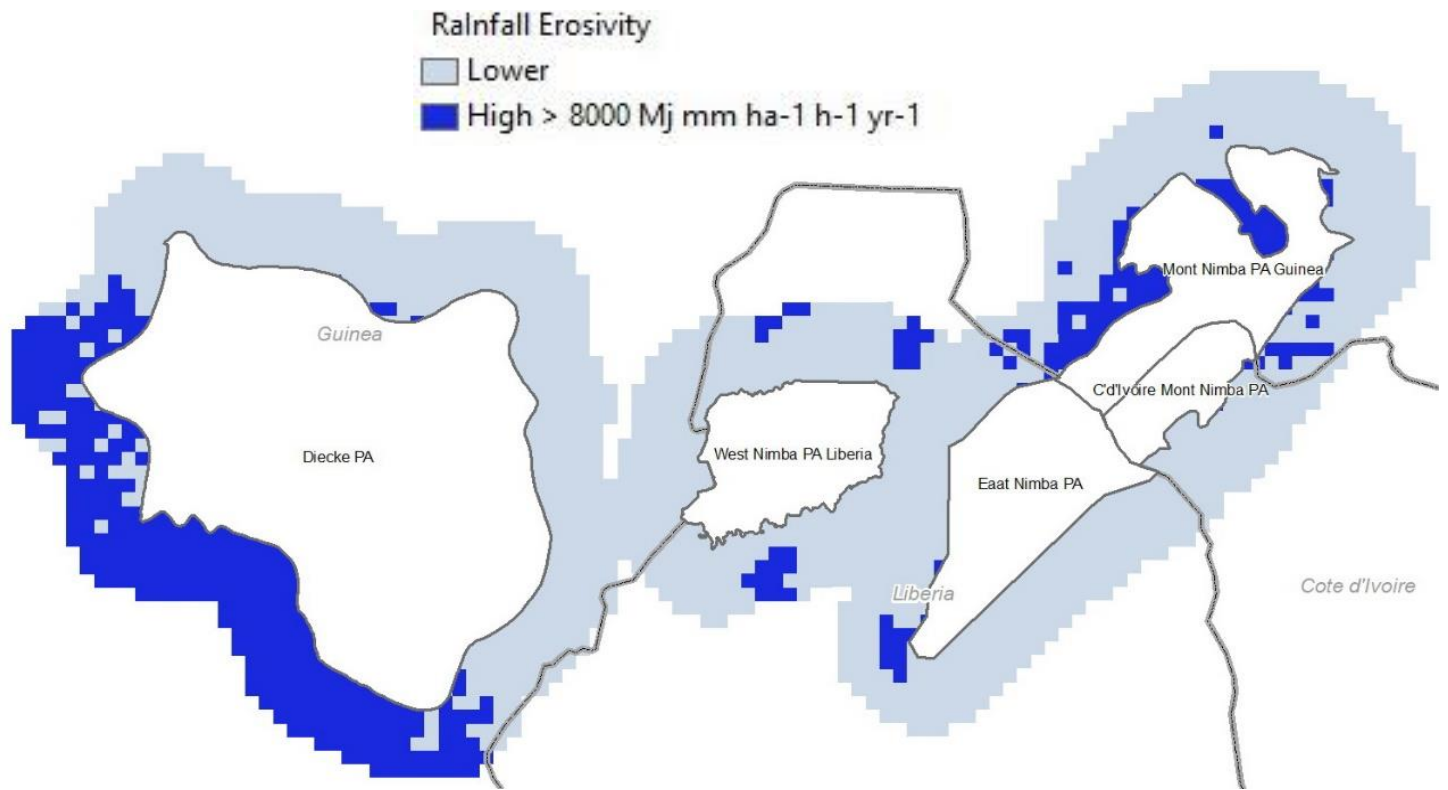 Ralnfall Erosivity
Lower
High > 8000 Mj mm ha-1 h-1 yr-1
Mont Nimba PA Guinea
Guinea
C'd'Ivoire Mont Nimba PA
Diecke PA
West Nimba PA Liberia
Eaat Nimba PA
Liberia
Cote d'Ivoire